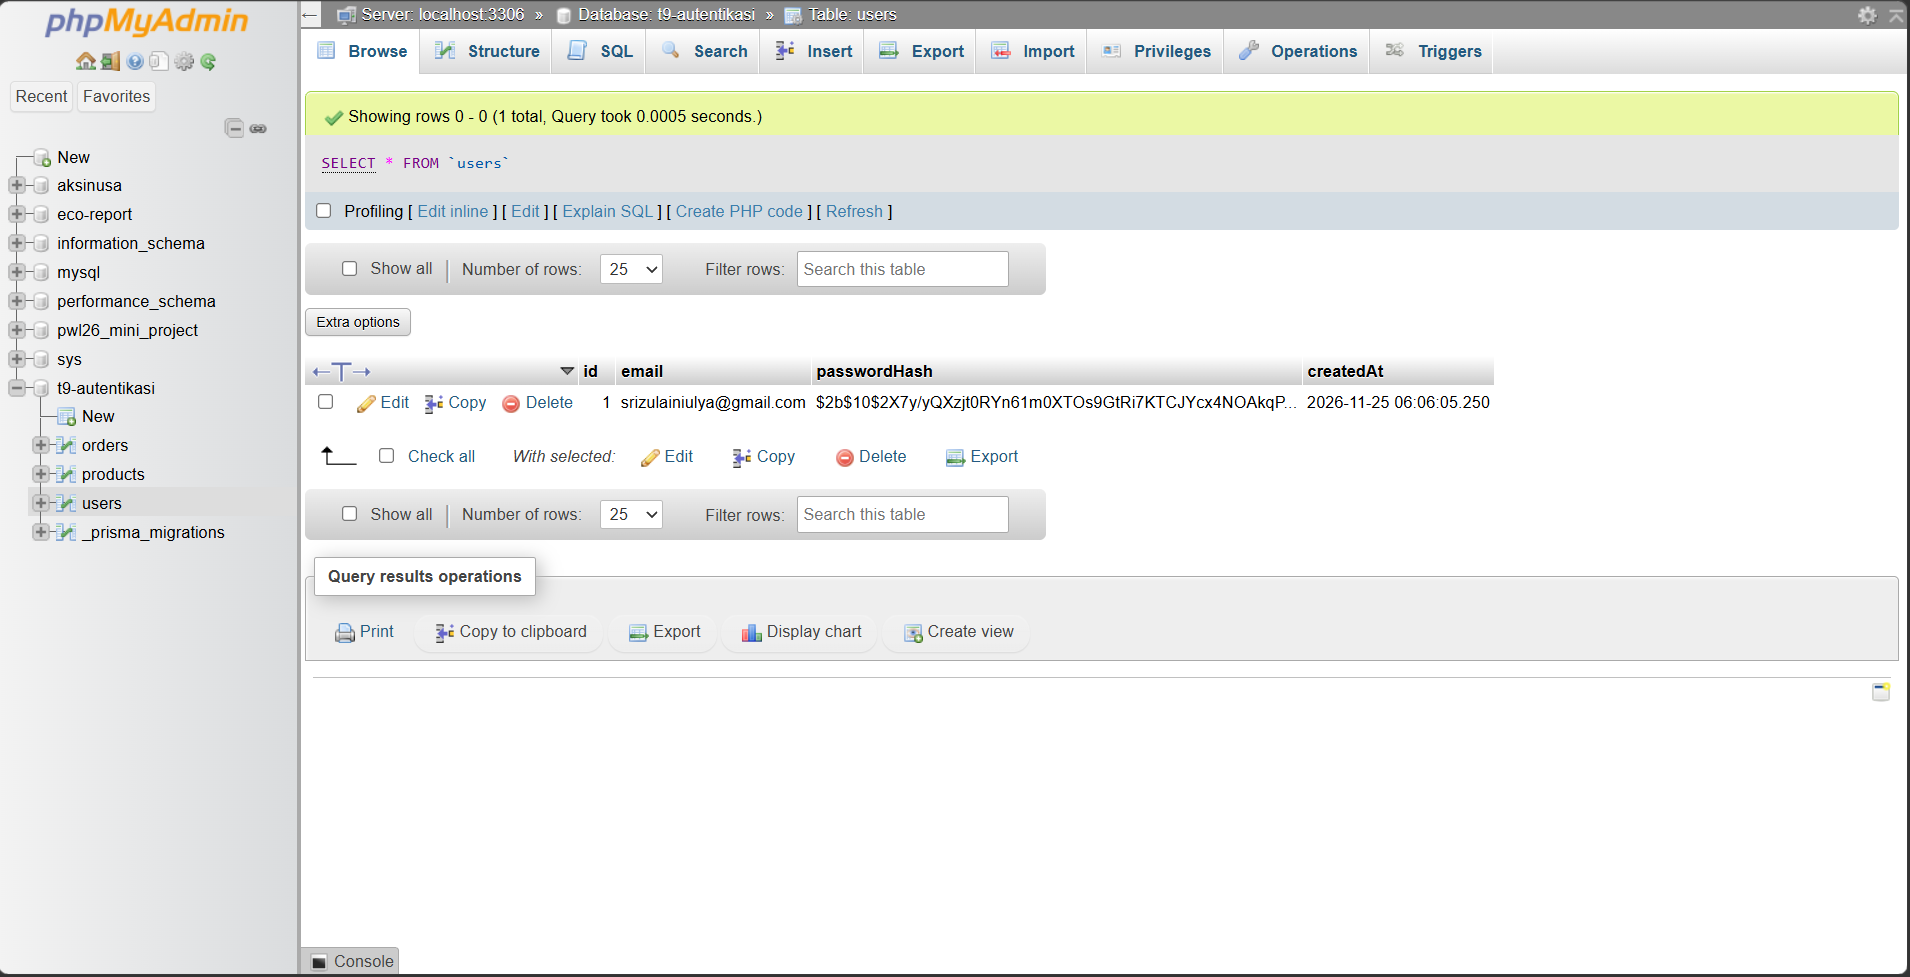 phpMyAdmin
Recent Favorites
New
aksinusa
eco-report
information_schema
mysql
performance_schema
pwl26_mini_project
sys
t9-autentikasi
New
orders
products
users
_prisma_migrations
Server: localhost:3306 » Database: t9-autentikasi » Table: users
Browse Structure SQL Search Insert Export Import Privileges Operations Triggers
Showing rows 0 - 0 (1 total, Query took 0.0005 seconds.)
SELECT * FROM `users`
Profiling [ Edit inline ] [ Edit ] [ Explain SQL ] [ Create PHP code ] [ Refresh ]
Show all Number of rows: 25 Filter rows: Search this table
Extra options
id email passwordHash createdAt
Edit Copy Delete 1 srizulainiulya@gmail.com $2b$10$2X7y/yQXzjt0RYn61m0XTOs9GtRi7KTCJYcx4NOAkqP... 2026-11-25 06:06:05.250
Check all With selected: Edit Copy Delete Export
Show all Number of rows: 25 Filter rows: Search this table
Query results operations
Print Copy to clipboard Export Display chart Create view
Console